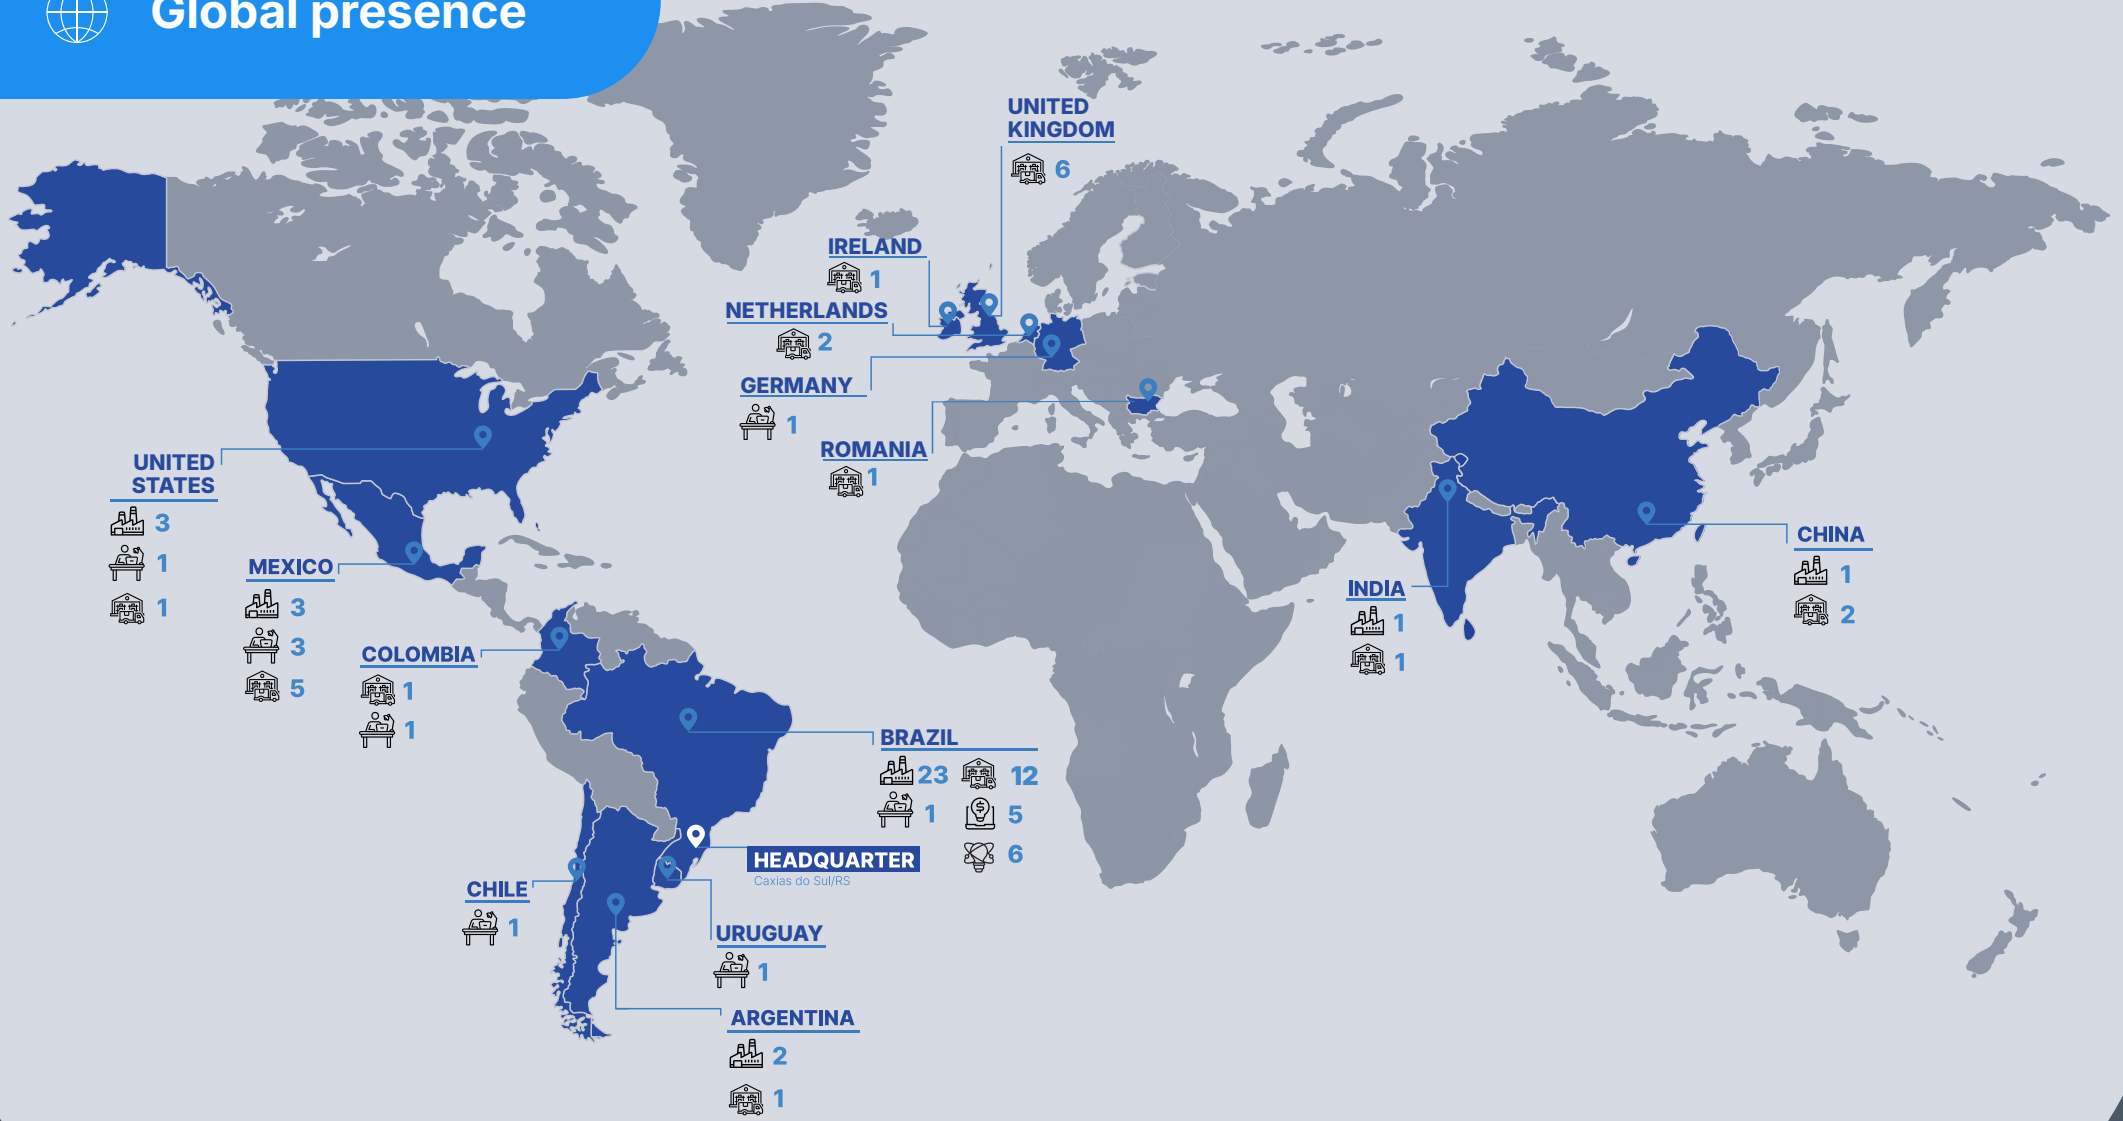 Global presence
UNITED
KINGDOM
6
IRELAND
1
NETHERLANDS
2
GERMANY
1
ROMANIA
1
UNITED
STATES
3
1
1
MEXICO
3
3
5
COLOMBIA
1
1
BRAZIL
23 12
1 5
6
HEADQUARTER
Caxias do Sul/RS
CHILE
1
URUGUAY
1
ARGENTINA
2
1
INDIA
1
1
CHINA
1
2